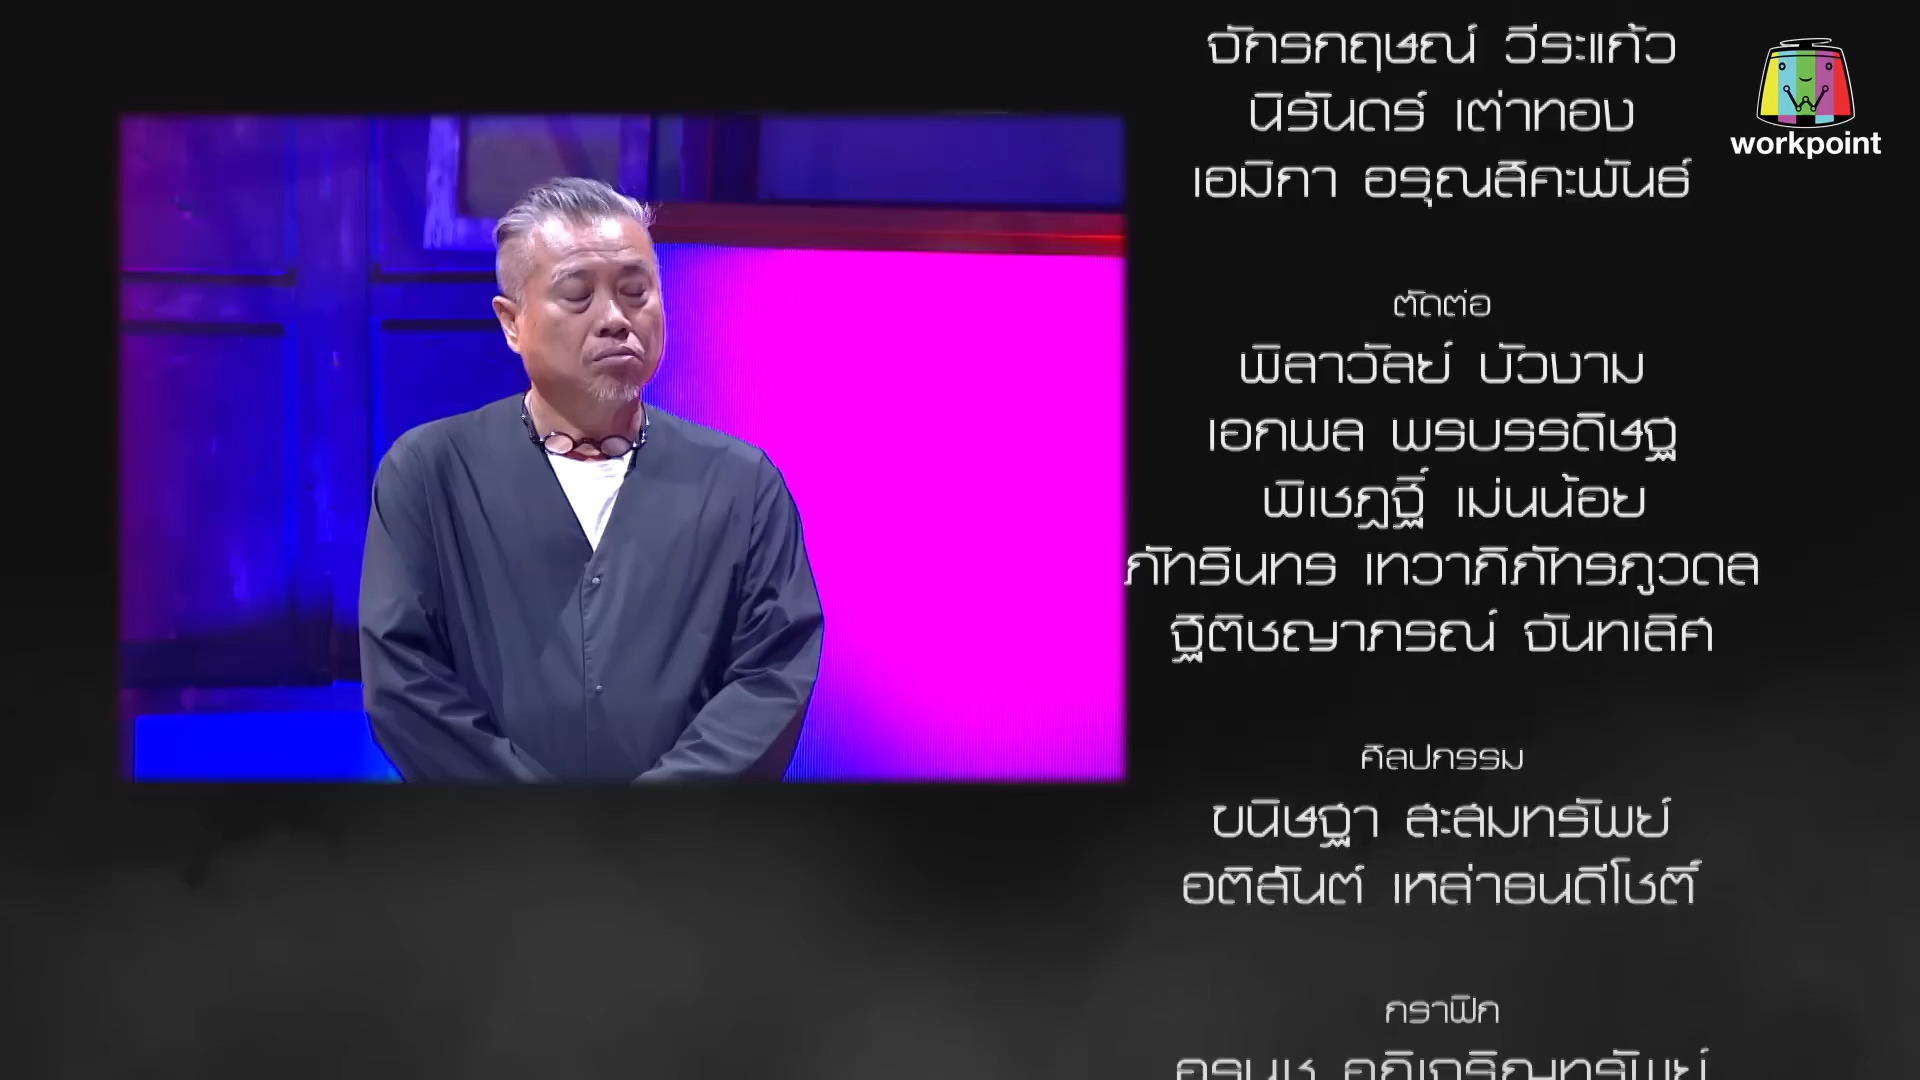 จักรกฤษณ์ วีระแก้ว
นิรันดร์ เต่าทอง
เอมิกา อรุณสิคะพันธ์
workpoint
ตัดต่อ
พิลาวัลย์ บัวงาม
เอกพล พรบรรดิษฐ
พิเชฎฐิ์ เม่นน้อย
ภัทรินทร เทวาภิภัทรภูวดล
ฐิติชญาภรณ์ จันทเลิศ
ศิลปกรรม
ขนิษฐา สะสมทรัพย์
อติสันต์ เหล่าธนดีโชติ์
กราฟิก